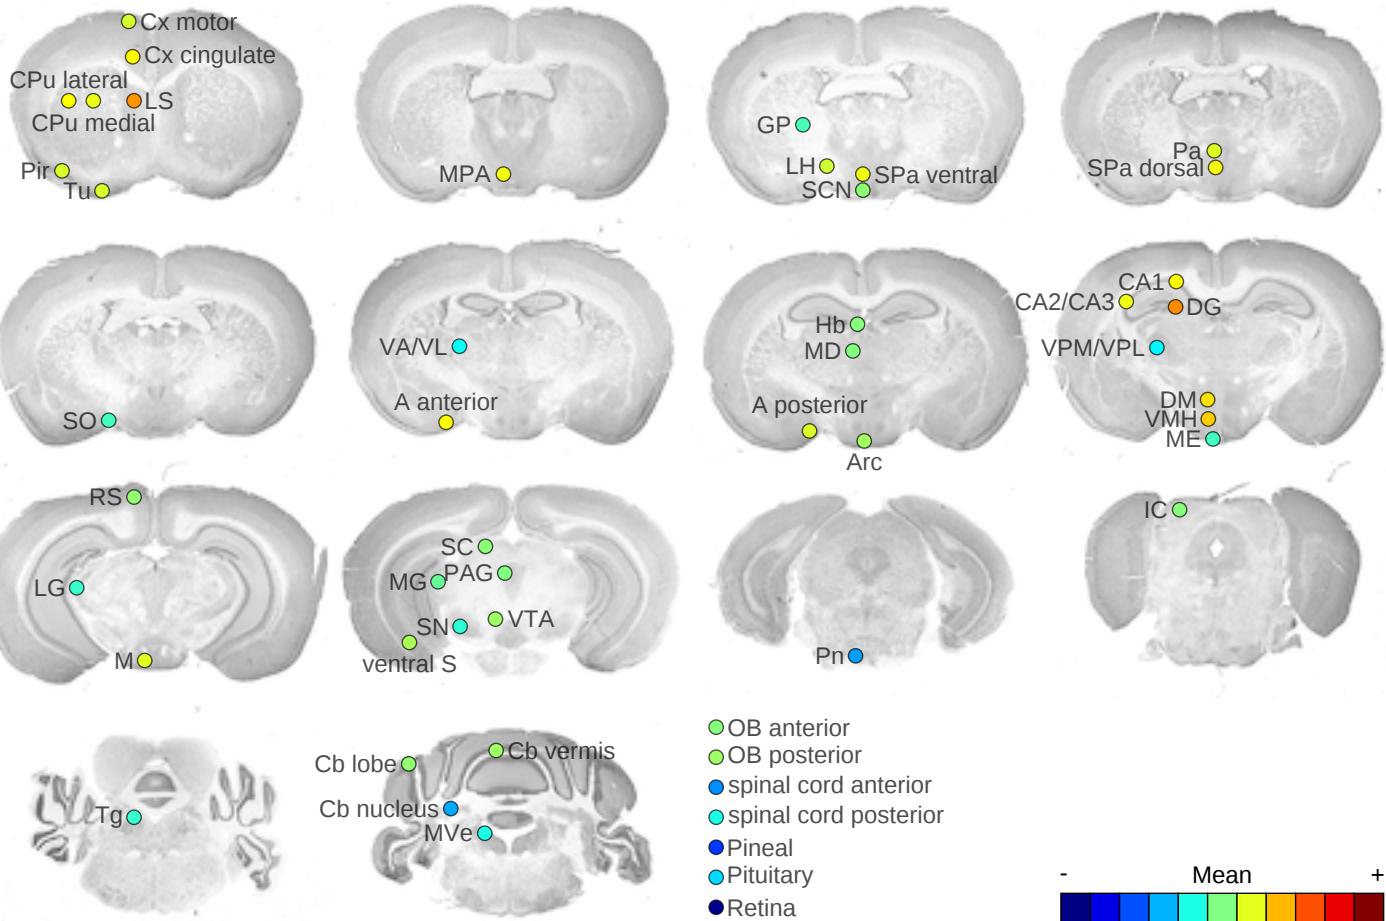 Cx motor
Cx cingulate
CPu lateral
LS
CPu medial
Pir
Tu
MPA
GP
LH
SPa ventral
SCN
Pa
SPa dorsal
SO
VA/VL
A anterior
Hb
MD
A posterior
Arc
CA1
CA2/CA3
DG
VPM/VPL
DM
VMH
ME
RS
LG
M
SC
MG
PAG
SN
VTA
ventral S
Pn
IC
Tg
Cb lobe
Cb vermis
Cb nucleus
MVe
OB anterior
OB posterior
spinal cord anterior
spinal cord posterior
Pineal
Pituitary
Retina
- Mean +